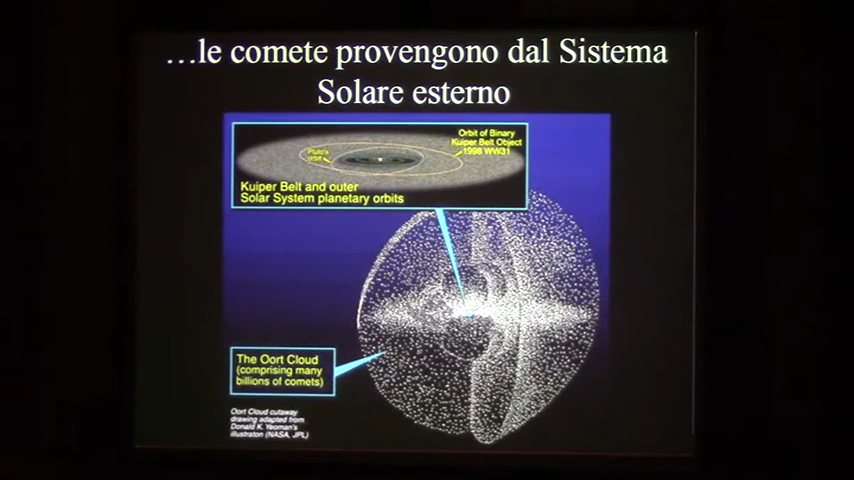 …le comete provengono dal Sistema
Solare esterno
Pluto's
orbit
Orbit of Binary
Kuiper Belt Object
1998 WW31
Kuiper Belt and outer
Solar System planetary orbits
The Oort Cloud
(comprising many
billions of comets)
Oort Cloud cutaway
drawing adapted from
Donald K. Yeoman's
illustration (NASA, JPL)